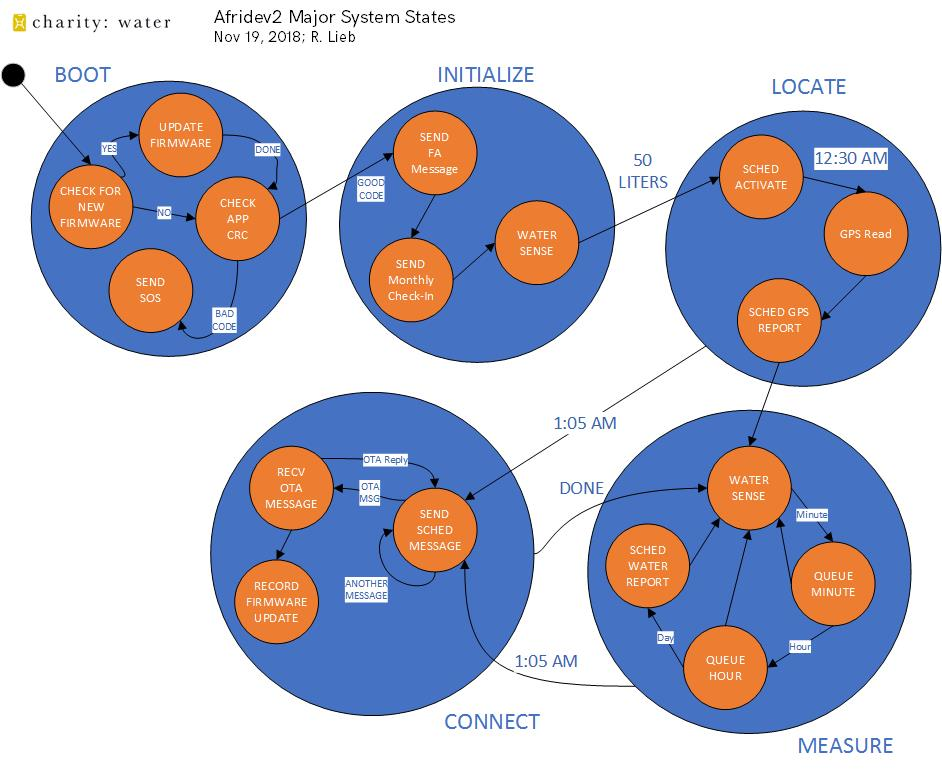 charity: water
Afridev2 Major System States
Nov 19, 2018; R. Lieb
BOOT
UPDATE
FIRMWARE
YES
DONE
CHECK FOR
NEW
FIRMWARE
NO
CHECK
APP
CRC
SEND
SOS
BAD
CODE
GOOD
CODE
INITIALIZE
SEND
FA
Message
SEND
Monthly
Check-In
WATER
SENSE
50
LITERS
LOCATE
SCHED
ACTIVATE
12:30 AM
GPS Read
SCHED GPS
REPORT
1:05 AM
RECV
OTA
MESSAGE
OTA Reply
OTA
MSG
SEND
SCHED
MESSAGE
ANOTHER
MESSAGE
RECORD
FIRMWARE
UPDATE
CONNECT
DONE
1:05 AM
WATER
SENSE
Minute
SCHED
WATER
REPORT
QUEUE
MINUTE
Day
Hour
QUEUE
HOUR
MEASURE